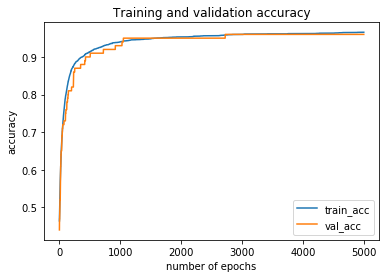 Training and validation accuracy
accuracy
0.9
0.8
0.7
0.6
0.5
train_acc
val_acc
0
1000
2000
3000
4000
5000
number of epochs